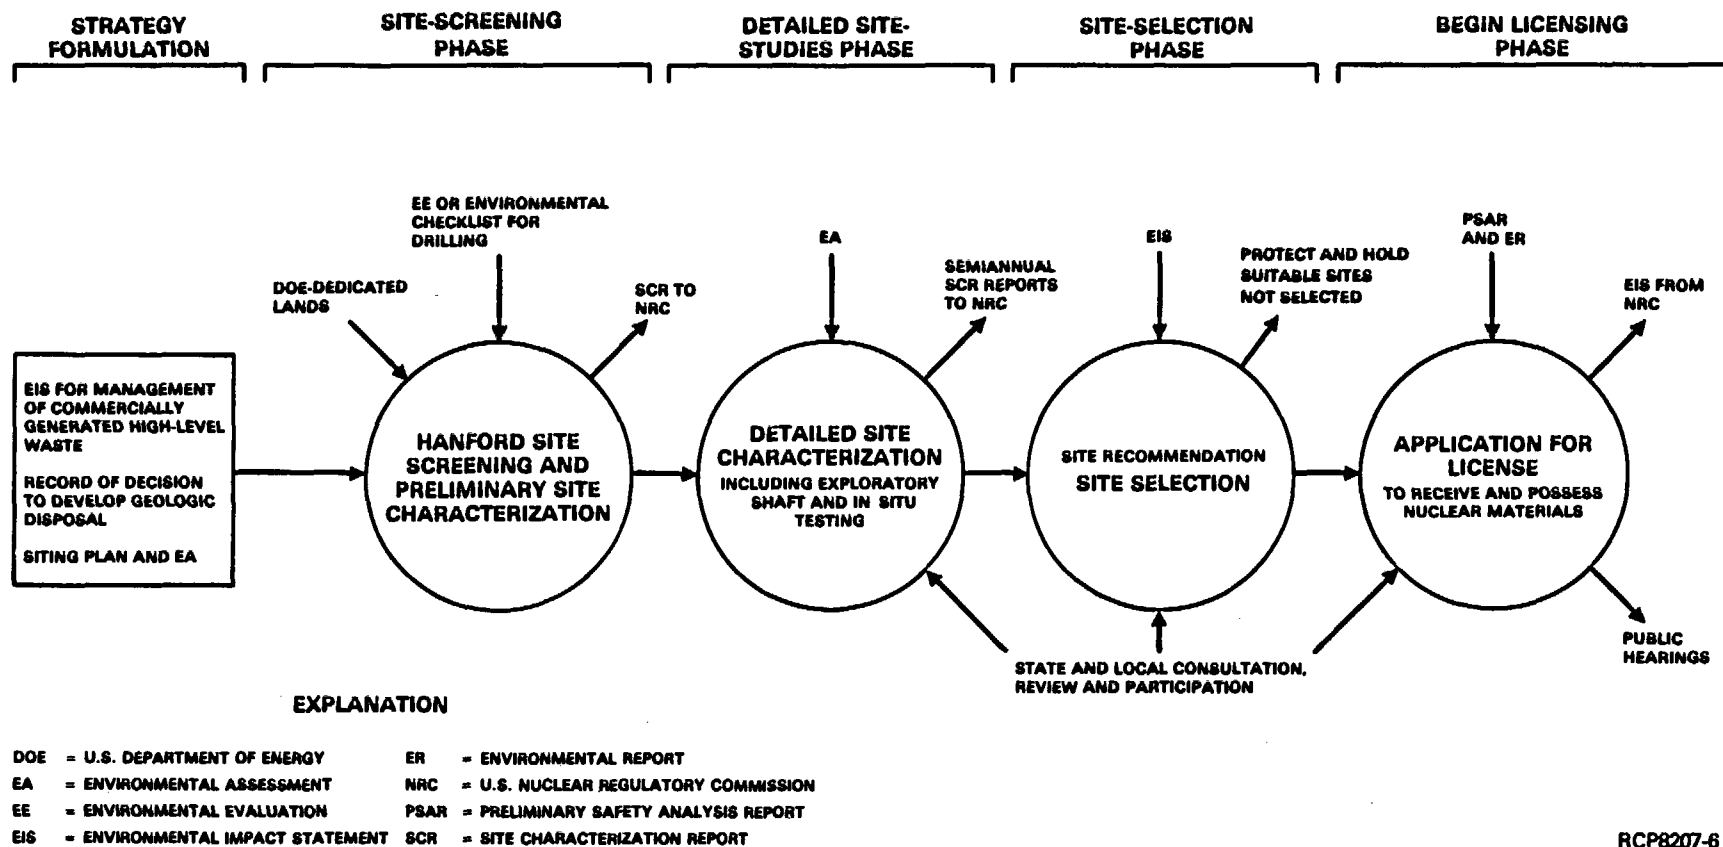 STRATEGY
FORMULATION
SITE-SCREENING
PHASE
DETAILED SITE-
STUDIES PHASE
SITE-SELECTION
PHASE
BEGIN LICENSING
PHASE
EE OR ENVIRONMENTAL
CHECKLIST FOR
DRILLING
DOE-DEDICATED
LANDS
SCR TO
NRC
EA
SEMIANNUAL
SCR REPORTS
TO NRC
EIS
PROTECT AND HOLD
SUITABLE SITES
NOT SELECTED
PSAR
AND ER
EIS FROM
NRC
EIS FOR MANAGEMENT
OF COMMERCIALLY
GENERATED HIGH-LEVEL
WASTE
RECORD OF DECISION
TO DEVELOP GEOLOGIC
DISPOSAL
SITING PLAN AND EA
HANFORD SITE
SCREENING AND
PRELIMINARY SITE
CHARACTERIZATION
DETAILED SITE
CHARACTERIZATION
INCLUDING EXPLORATORY
SHAFT AND IN SITU
TESTING
SITE RECOMMENDATION
SITE SELECTION
APPLICATION FOR
LICENSE
TO RECEIVE AND POSSESS
NUCLEAR MATERIALS
STATE AND LOCAL CONSULTATION,
REVIEW AND PARTICIPATION
PUBLIC
HEARINGS
EXPLANATION
DOE = U.S. DEPARTMENT OF ENERGY
EA = ENVIRONMENTAL ASSESSMENT
EE = ENVIRONMENTAL EVALUATION
EIS = ENVIRONMENTAL IMPACT STATEMENT
ER = ENVIRONMENTAL REPORT
NRC = U.S. NUCLEAR REGULATORY COMMISSION
PSAR = PRELIMINARY SAFETY ANALYSIS REPORT
SCR = SITE CHARACTERIZATION REPORT
RCP8207-6